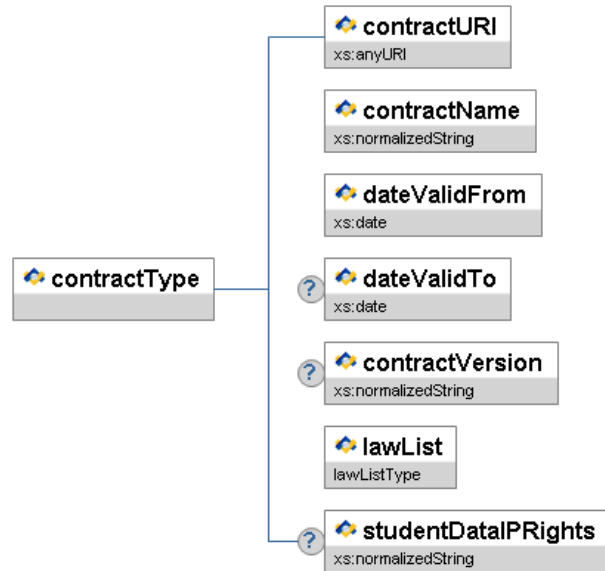 contractURI
xs:anyURI
contractName
xs:normalizedString
dateValidFrom
xs:date
contractType
? dateValidTo
xs:date
? contractVersion
xs:normalizedString
lawList
lawListType
? studentDataIPRights
xs:normalizedString